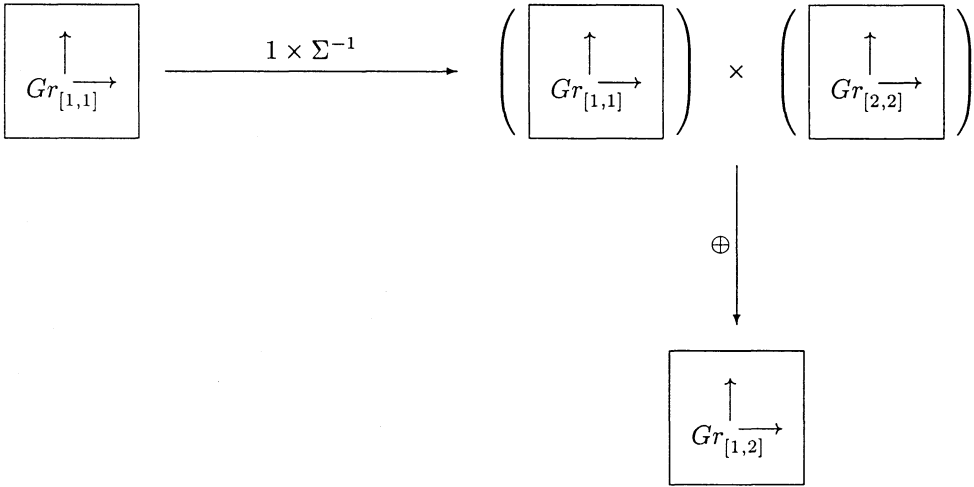 1 × Σ⁻¹
Gr[1,1] ( Gr[1,1] ) × ( Gr[2,2] )
⊕
Gr[1,2]